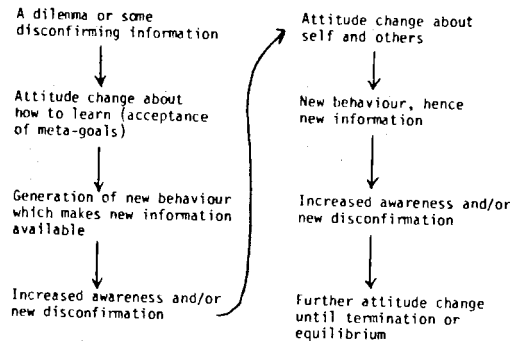 A dilemma or some
disconfirming information
Attitude change about
how to learn (acceptance
of meta-goals)
Generation of new behaviour
which makes new information
available
Increased awareness and/or
new disconfirmation
Attitude change about
self and others
New behaviour, hence
new information
Increased awareness and/or
new disconfirmation
Further attitude change
until termination or
equilibrium